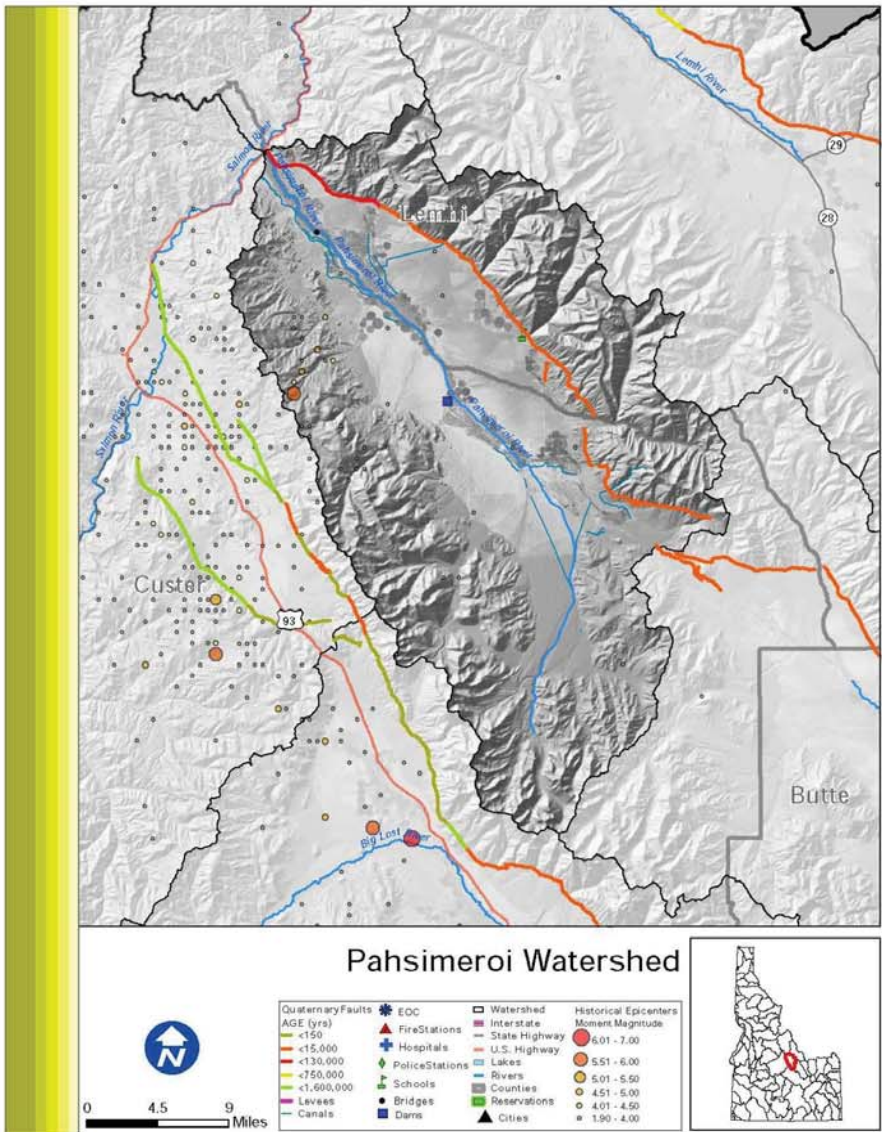 Lemhi River
29
28
Salmon River
Pahsimeroi River
Lemhi
Pahsimeroi River
Salmon River
Pahsimeroi River
Custer
93
Butte
Big Lost River
Pahsimeroi Watershed
N
0 4.5 9
Miles
Quaternary Faults
AGE (yrs)
<150
<15,000
<130,000
<750,000
<1,600,000
Levees
Canals
EOC
FireStations
Hospitals
PoliceStations
Schools
Bridges
Dams
Watershed
Interstate
State Highway
U.S. Highway
Lakes
Rivers
Counties
Reservations
Cities
Historical Epicenters
Moment Magnitude
6.01 - 7.00
5.51 - 6.00
5.01 - 5.50
4.51 - 5.00
4.01 - 4.50
1.90 - 4.00